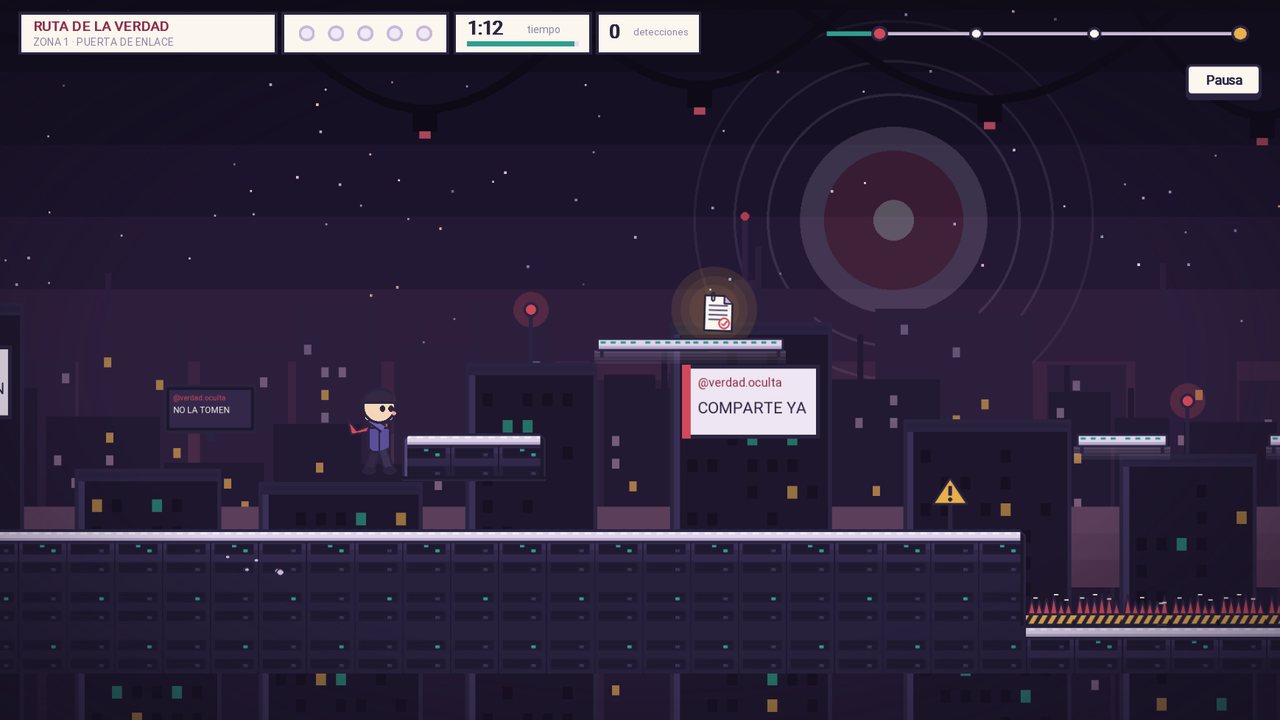 RUTA DE LA VERDAD
ZONA 1 · PUERTA DE ENLACE
1:12 tiempo
0 detecciones
Pausa
@verdad.oculta
COMPARTE YA
@verdad.oculta
NO LA TOMEN